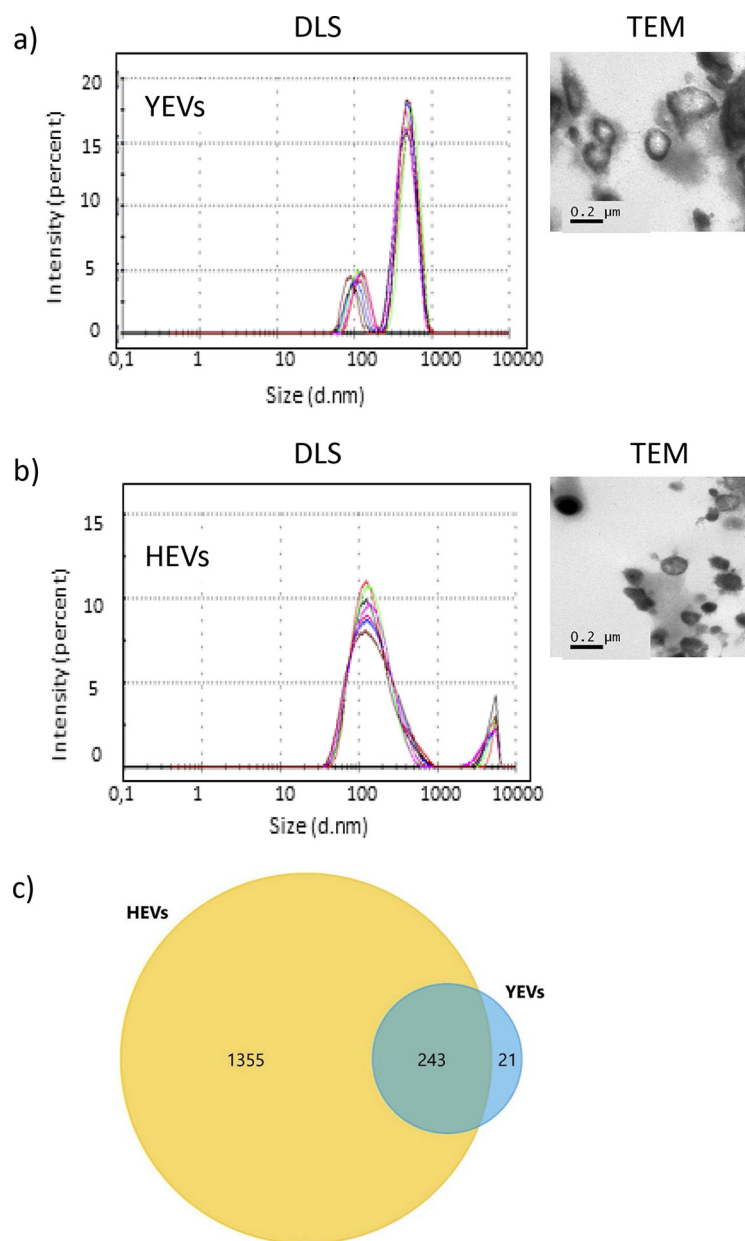 a)
DLS
TEM
YEVs
Intensity (percent)
20
15
10
5
0
0,1 1 10 100 1000 10000
Size (d.nm)
0.2 µm
b)
DLS
TEM
HEVs
Intensity (percent)
15
10
5
0
0,1 1 10 100 1000 10000
Size (d.nm)
0.2 µm
c)
HEVs
YEVs
1355 243 21